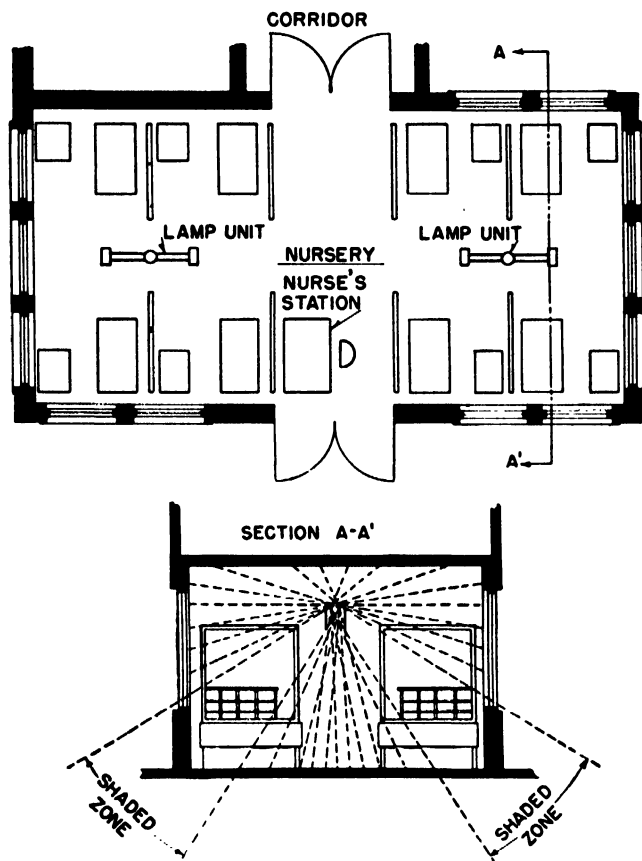 CORRIDOR
A
LAMP UNIT
LAMP UNIT
NURSERY
NURSE'S
STATION
A'
SECTION A-A'
SHADED
ZONE
SHADED
ZONE